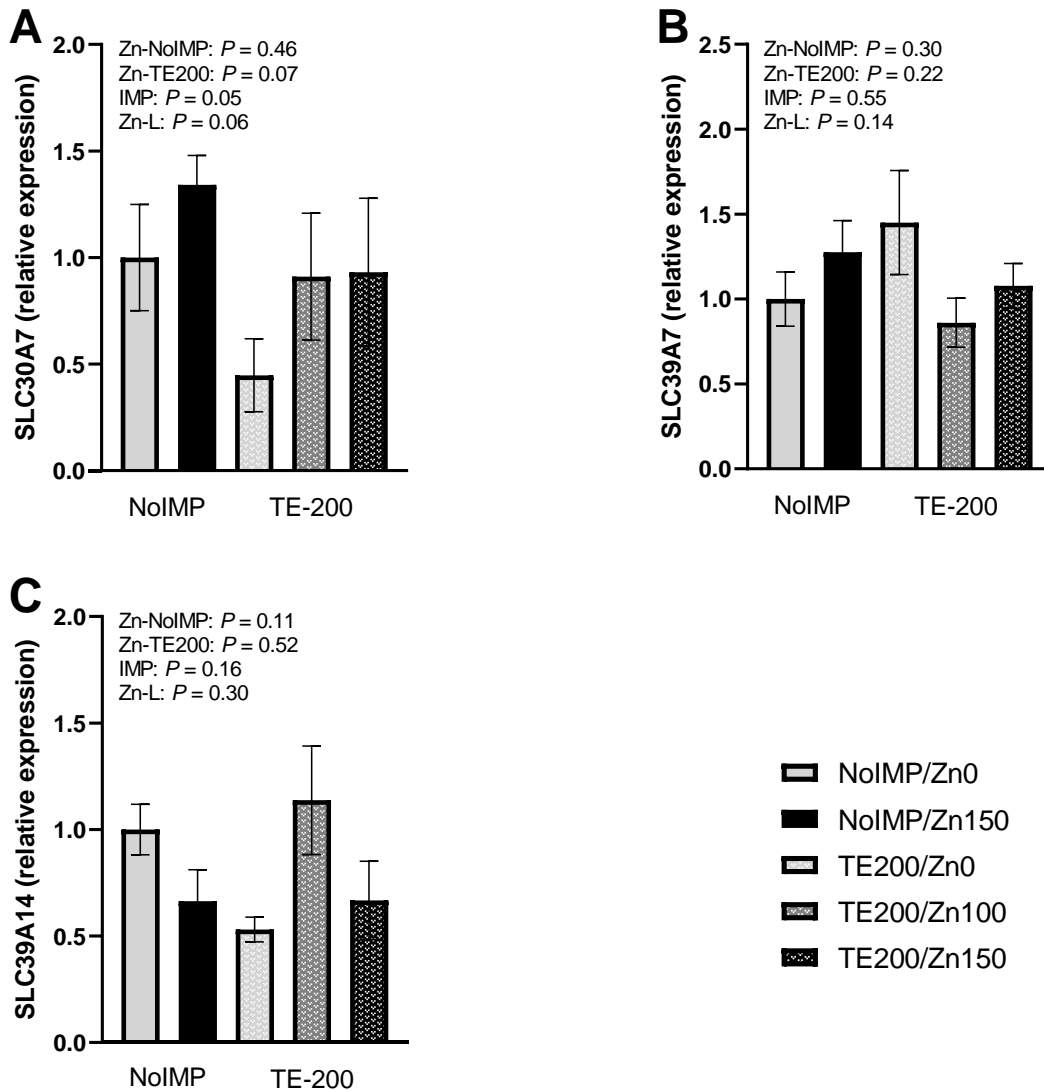 A
SLC30A7 (relative expression)
2.0
1.5
1.0
0.5
0.0
Zn-NoIMP: P = 0.46
Zn-TE200: P = 0.07
IMP: P = 0.05
Zn-L: P = 0.06
NoIMP TE-200
B
SLC39A7 (relative expression)
2.5
2.0
1.5
1.0
0.5
0.0
Zn-NoIMP: P = 0.30
Zn-TE200: P = 0.22
IMP: P = 0.55
Zn-L: P = 0.14
NoIMP TE-200
C
SLC39A14 (relative expression)
2.0
1.5
1.0
0.5
0.0
Zn-NoIMP: P = 0.11
Zn-TE200: P = 0.52
IMP: P = 0.16
Zn-L: P = 0.30
NoIMP TE-200
NoIMP/Zn0
NoIMP/Zn150
TE200/Zn0
TE200/Zn100
TE200/Zn150